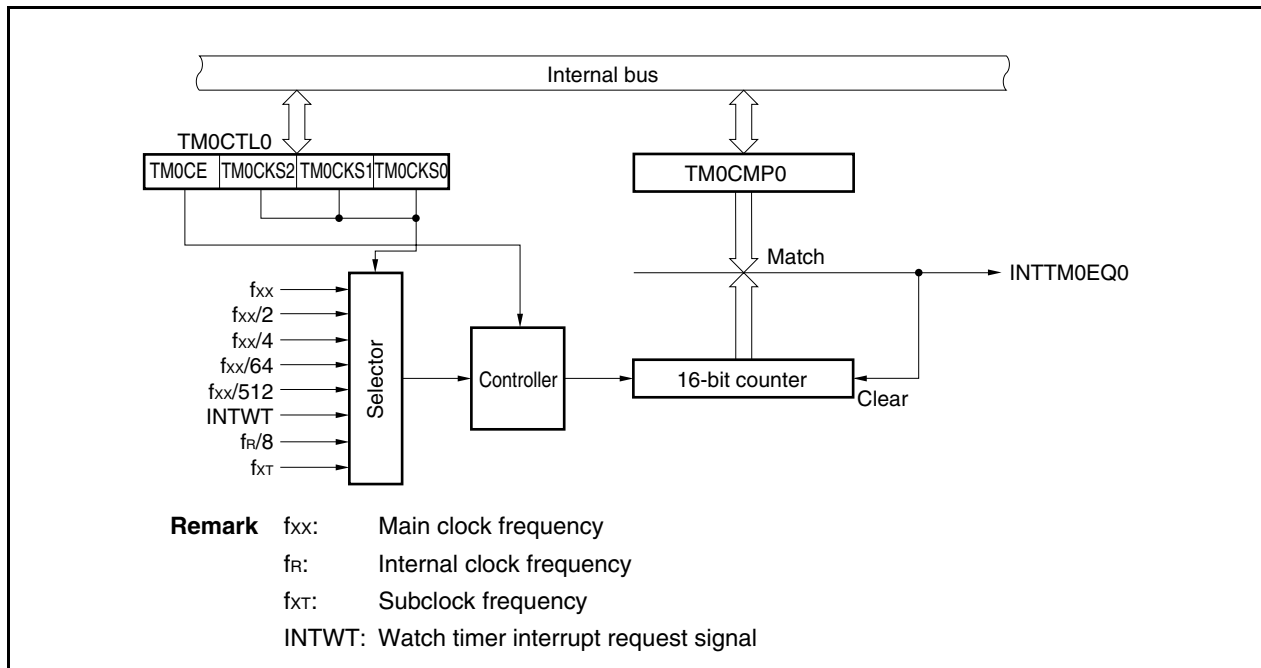 Internal bus
TM0CTL0
TM0CE TM0CKS2 TM0CKS1 TM0CKS0
TM0CMP0
Match
INTTM0EQ0
fXX
fXX/2
fXX/4
fXX/64
fXX/512
INTWT
fR/8
fXT
Selector
Controller
16-bit counter
Clear
Remark fXX: Main clock frequency
fR: Internal clock frequency
fXT: Subclock frequency
INTWT: Watch timer interrupt request signal